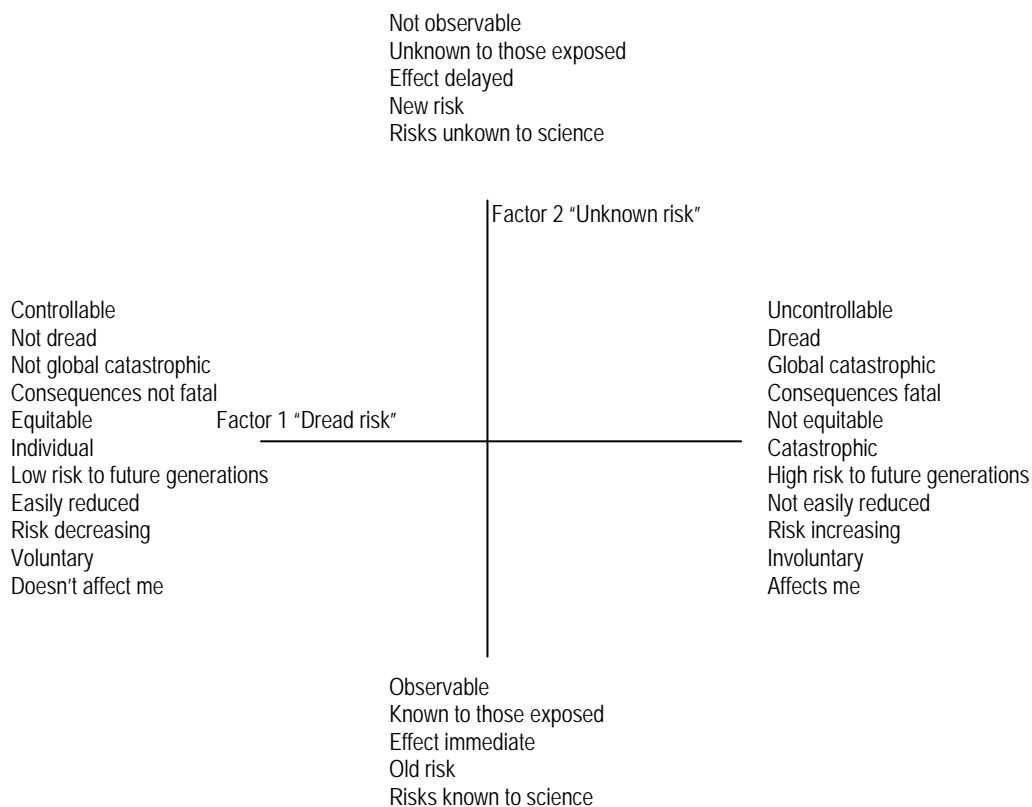 Not observable
Unknown to those exposed
Effect delayed
New risk
Risks unkown to science
Factor 2 “Unknown risk”
Controllable
Not dread
Not global catastrophic
Consequences not fatal
Equitable
Individual
Low risk to future generations
Easily reduced
Risk decreasing
Voluntary
Doesn’t affect me
Factor 1 “Dread risk”
Uncontrollable
Dread
Global catastrophic
Consequences fatal
Not equitable
Catastrophic
High risk to future generations
Not easily reduced
Risk increasing
Involuntary
Affects me
Observable
Known to those exposed
Effect immediate
Old risk
Risks known to science